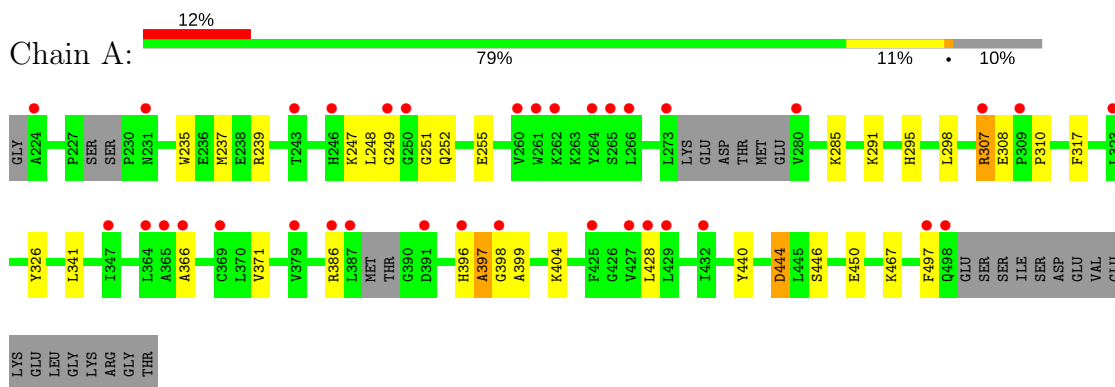 12%
Chain A:
79% 11% • 10%
GLY A224 P227 SER SER P230 N231 W235 E236 M237 E238 R239 T243 H246 K247 L248 G249 G250 G251 Q252 E255 V260 W261 K262 K263 Y264 S265 L266 L273 LYS GLU ASP THR MET GLU V280 K285 K291 H295 L298 R307 E308 P309 P310 F317
Y326 L341 I347 L364 A365 A366 C369 L370 V371 V379 R386 L387 MET THR G390 D391 H396 A397 G398 A399 K404 F425 G426 V427 L428 L429 I432 Y440 D444 L445 S446 E450 K467 F497 Q498 GLU SER SER ILE SER ASP GLU VAL
LYS GLU LEU GLY LYS ARG GLY THR